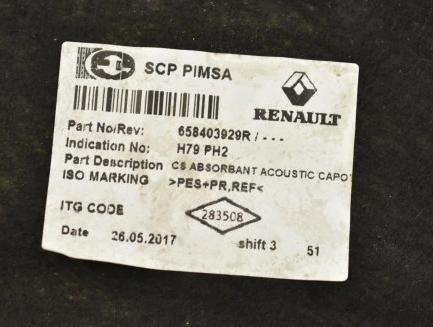 SCP PIMSA
RENAULT
Part No/Rev: 658403929R / - - -
Indication No: H79 PH2
Part Description CS ABSORBANT ACOUSTIC CAPO
ISO MARKING >PES+PR,REF<
ITG CODE 283508
Date 26.05.2017 shift 3 51